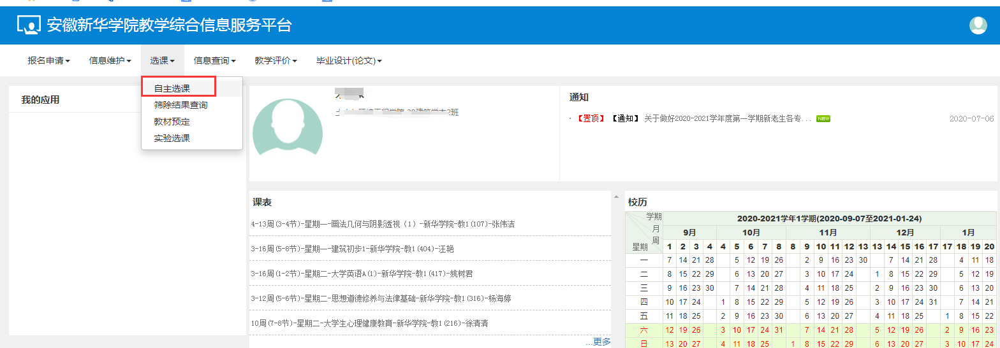 安徽新华学院教学综合信息服务平台
报名申请 信息维护 选课 信息查询 教学评价 毕业设计(论文)
自主选课
筛除结果查询
教材预定
实验选课
我的应用
2班
通知
·【置顶】【通知】 关于做好2020-2021学年度第一学期新老生各专... NEW 2020-07-06
课表
4-13周(3-4节)-星期一-画法几何与阴影透视（1）-新华学院-教1(107)-张伟洁
3-16周(5-8节)-星期一-建筑初步1-新华学院-教1(404)-汪艳
3-16周(1-2节)-星期二-大学英语A(1)-新华学院-教1(417)-姚树君
3-12周(5-6节)-星期二-思想道德修养与法律基础-新华学院-教1(316)-杨海婷
10周(7-8节)-星期二-大学生心理健康教育-新华学院-教1(216)-徐清清
...更多
校历
学期 2020-2021学年1学期(2020-09-07至2021-01-24)
月 9月 10月 11月 12月 1月
周 星期 1 2 3 4 4 5 6 7 8 8 9 10 11 12 13 13 14 15 16 17 17 18 19 20
一 7 14 21 28 5 12 19 26 2 9 16 23 30 7 14 21 28 4 11 18
二 8 15 22 29 6 13 20 27 3 10 17 24 1 8 15 22 29 5 12 19
三 9 16 23 30 7 14 21 28 4 11 18 25 2 9 16 23 30 6 13 20
四 10 17 24 1 8 15 22 29 5 12 19 26 3 10 17 24 31 7 14 21
五 11 18 25 2 9 16 23 30 6 13 20 27 4 11 18 25 1 8 15 22
六 12 19 26 3 10 17 24 31 7 14 21 28 5 12 19 26 2 9 16 23
日 13 20 27 4 11 18 25 1 8 15 22 29 6 13 20 27 3 10 17 24